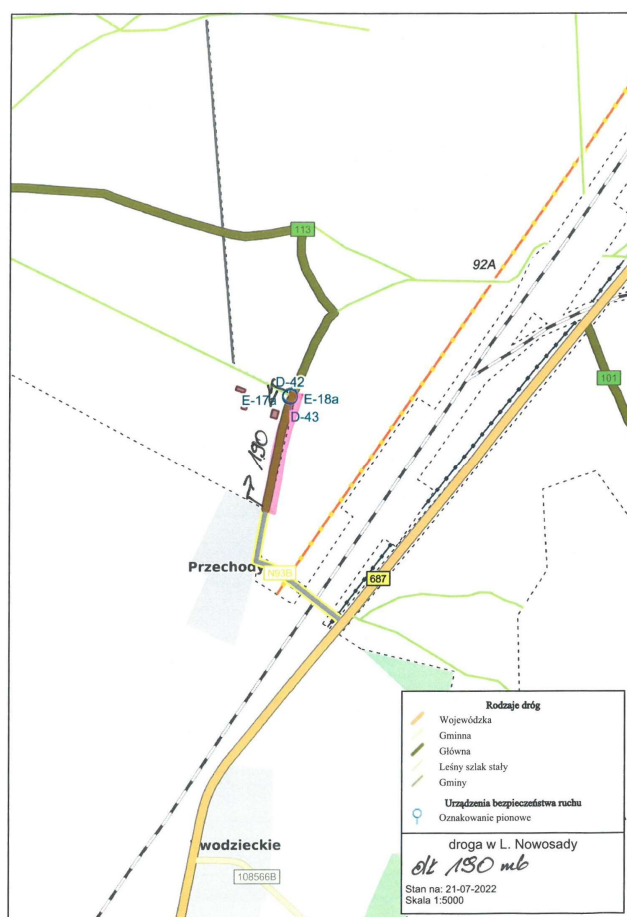 113
92A
101
D-42
E-17a
E-18a
D-43
190
Przechody
N93B
687
wodzieckie
108566B
Rodzaje dróg
Wojewódzka
Gminna
Główna
Leśny szlak stały
Gminy
Urządzenia bezpieczeństwa ruchu
Oznakowanie pionowe
droga w L. Nowosady
dł 190 mb
Stan na: 21-07-2022
Skala 1:5000